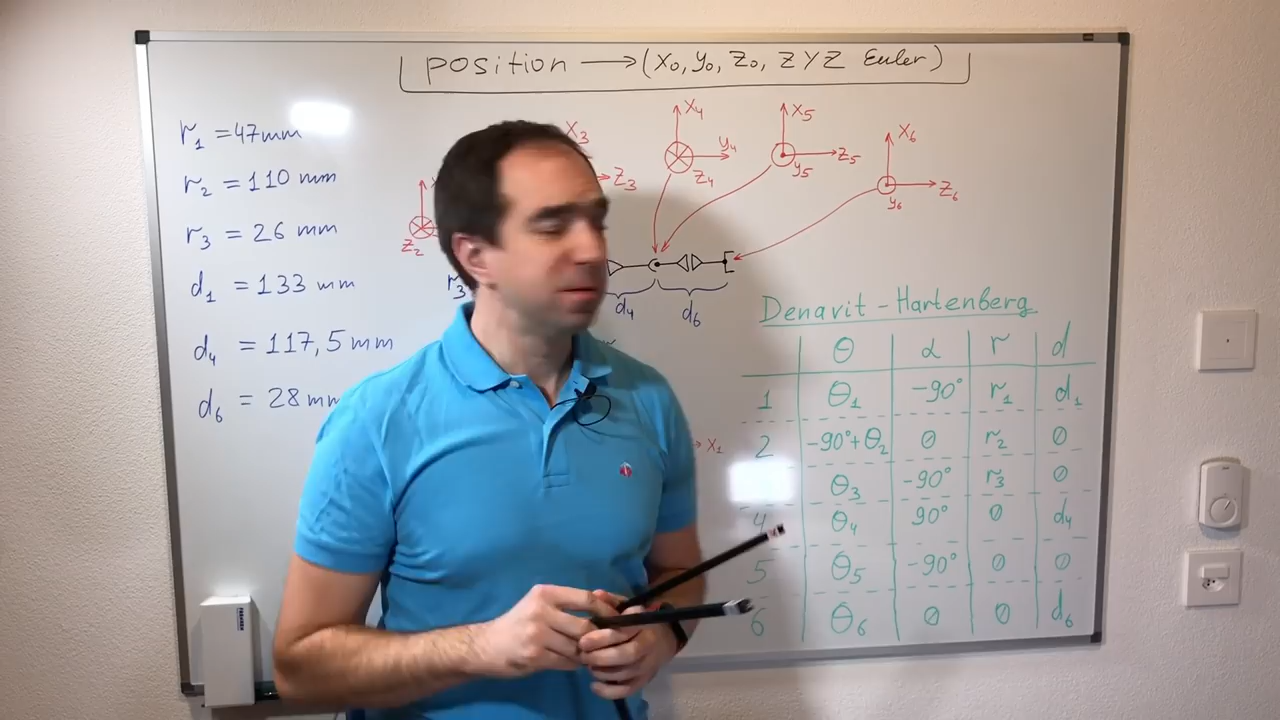 position → (x₀, y₀, z₀, ZYZ Euler)
r₁ = 47mm
r₂ = 110 mm
r₃ = 26 mm
d₁ = 133 mm
d₄ = 117,5 mm
d₆ = 28mm
z₂
x₃
z₃
x₄
y₄
z₄
x₅
z₅
y₅
x₆
z₆
y₆
r₃
d₄
d₆
x₁
Denavit - Hartenberg
θ α r d
1 θ₁ -90° r₁ d₁
2 -90°+θ₂ 0 r₂ 0
θ₃ -90° r₃ 0
4 θ₄ 90° 0 d₄
5 θ₅ -90° 0 0
6 θ₆ 0 0 d₆